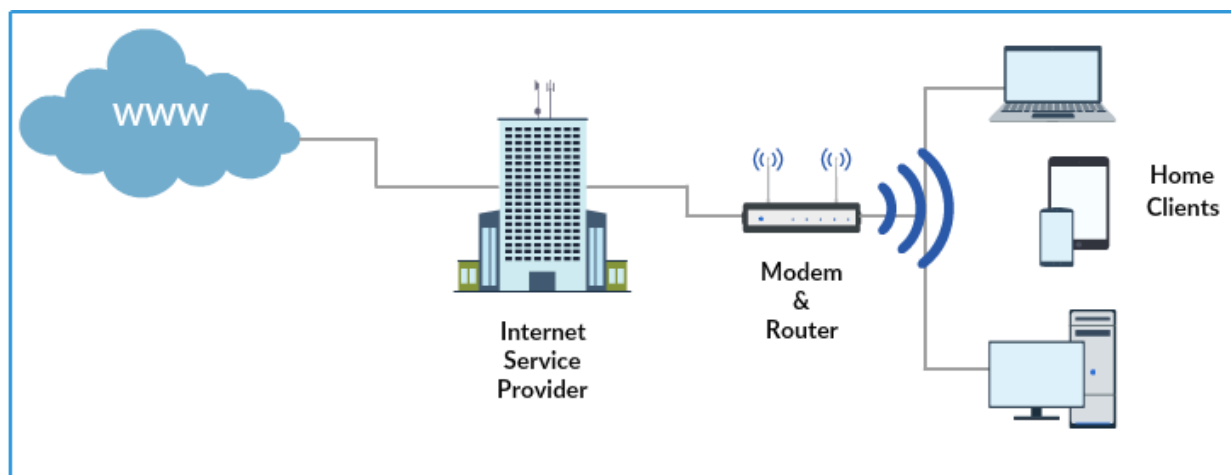 WWW
Internet
Service
Provider
Modem
&
Router
Home
Clients